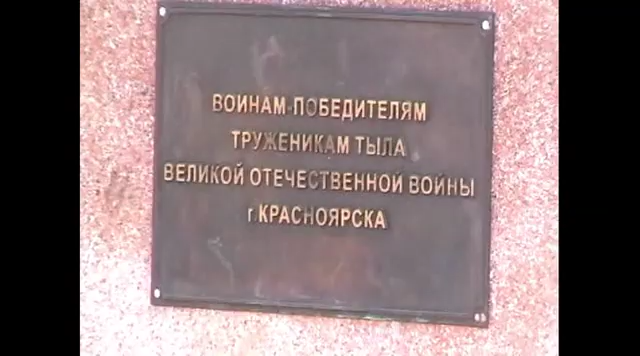 ВОИНАМ-ПОБЕДИТЕЛЯМ
ТРУЖЕНИКАМ ТЫЛА
ВЕЛИКОЙ ОТЕЧЕСТВЕННОЙ ВОЙНЫ
г.КРАСНОЯРСКА